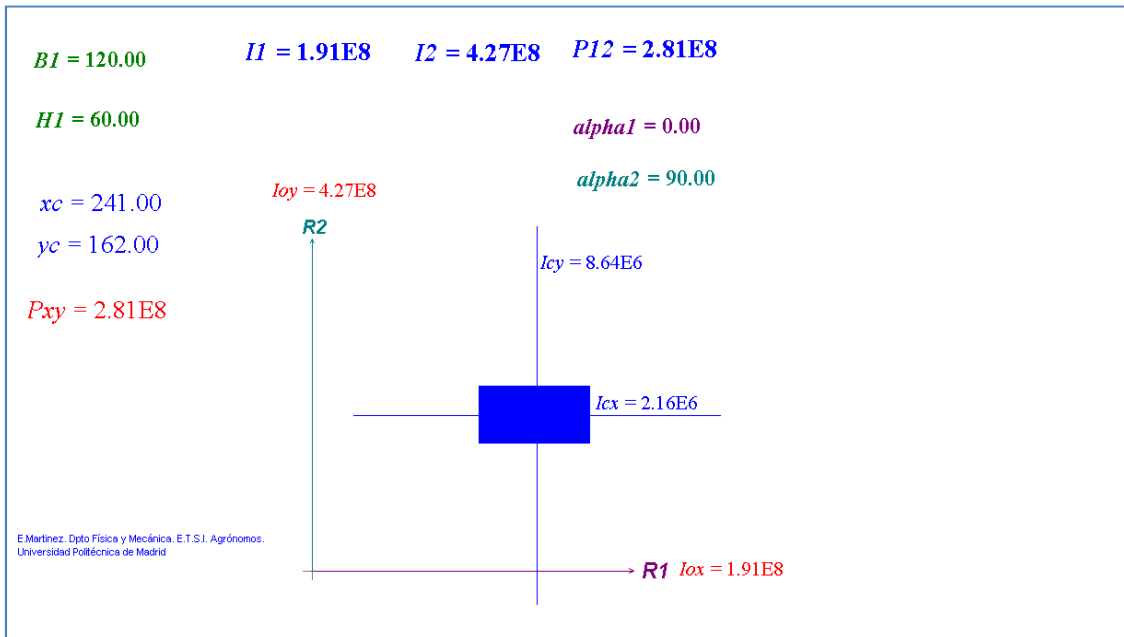 I1 = 1.91E8 I2 = 4.27E8 P12 = 2.81E8
B1 = 120.00
H1 = 60.00
alpha1 = 0.00
alpha2 = 90.00
Ioy = 4.27E8
xc = 241.00
R2
yc = 162.00
Icy = 8.64E6
Pxy = 2.81E8
Icx = 2.16E6
E.Martinez. Dpto Física y Mecánica. E.T.S.I. Agrónomos.
Universidad Politécnica de Madrid
R1 Iox = 1.91E8